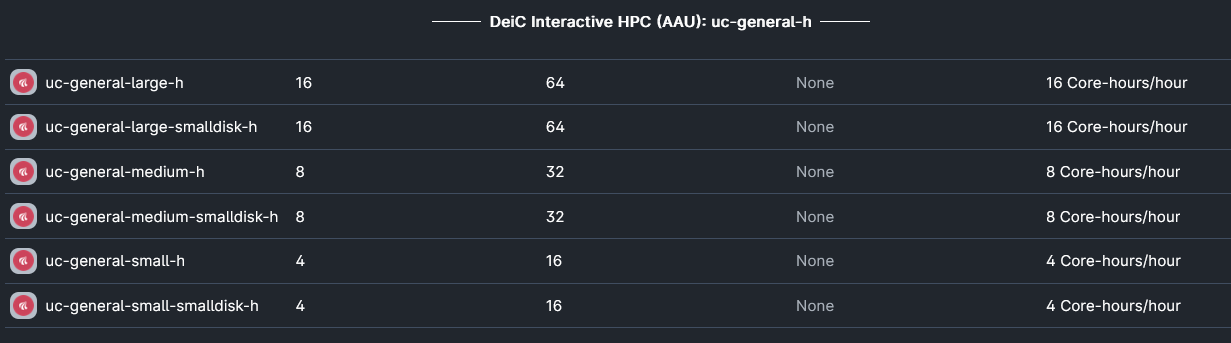 DeiC Interactive HPC (AAU): uc-general-h
uc-general-large-h 16 64 None 16 Core-hours/hour
uc-general-large-smalldisk-h 16 64 None 16 Core-hours/hour
uc-general-medium-h 8 32 None 8 Core-hours/hour
uc-general-medium-smalldisk-h 8 32 None 8 Core-hours/hour
uc-general-small-h 4 16 None 4 Core-hours/hour
uc-general-small-smalldisk-h 4 16 None 4 Core-hours/hour